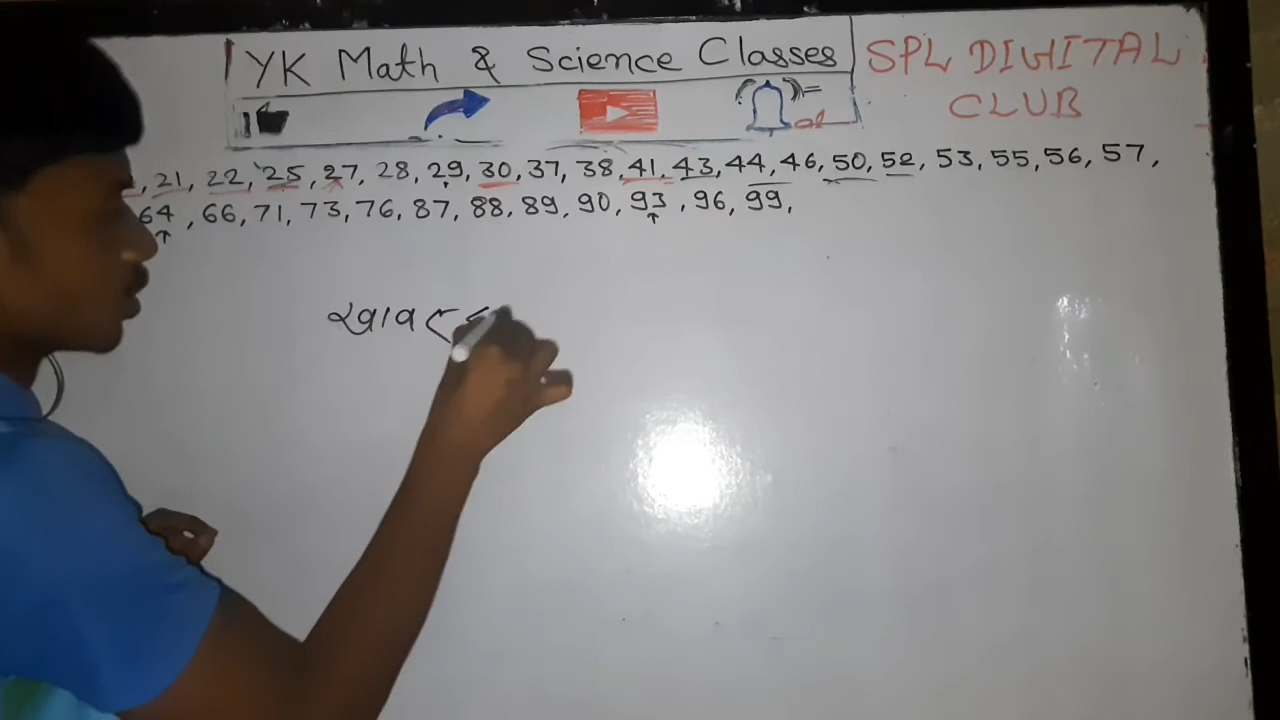 YK Math & Science Classes
SPL DIGITAL
CLUB
, 21, 22, 25, 27, 28, 29, 30, 37, 38, 41, 43, 44, 46, 50, 52, 53, 55, 56, 57,
64, 66, 71, 73, 76, 87, 88, 89, 90, 93, 96, 99,